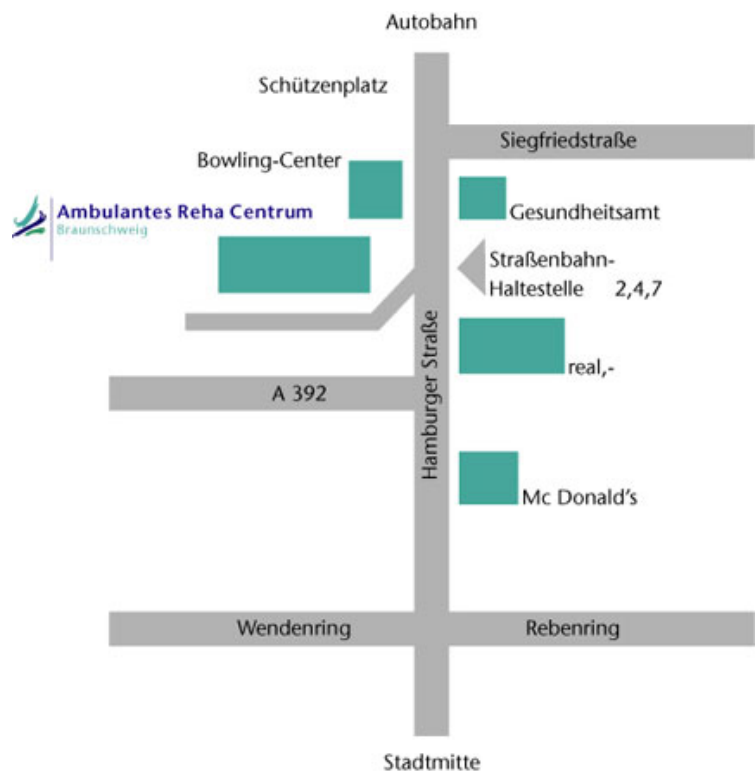 Autobahn
Schützenplatz
Siegfriedstraße
Bowling-Center
Ambulantes Reha Centrum
Braunschweig
Gesundheitsamt
Straßenbahn-
Haltestelle 2,4,7
Hamburger Straße
real,-
A 392
Mc Donald's
Wendenring
Rebenring
Stadtmitte